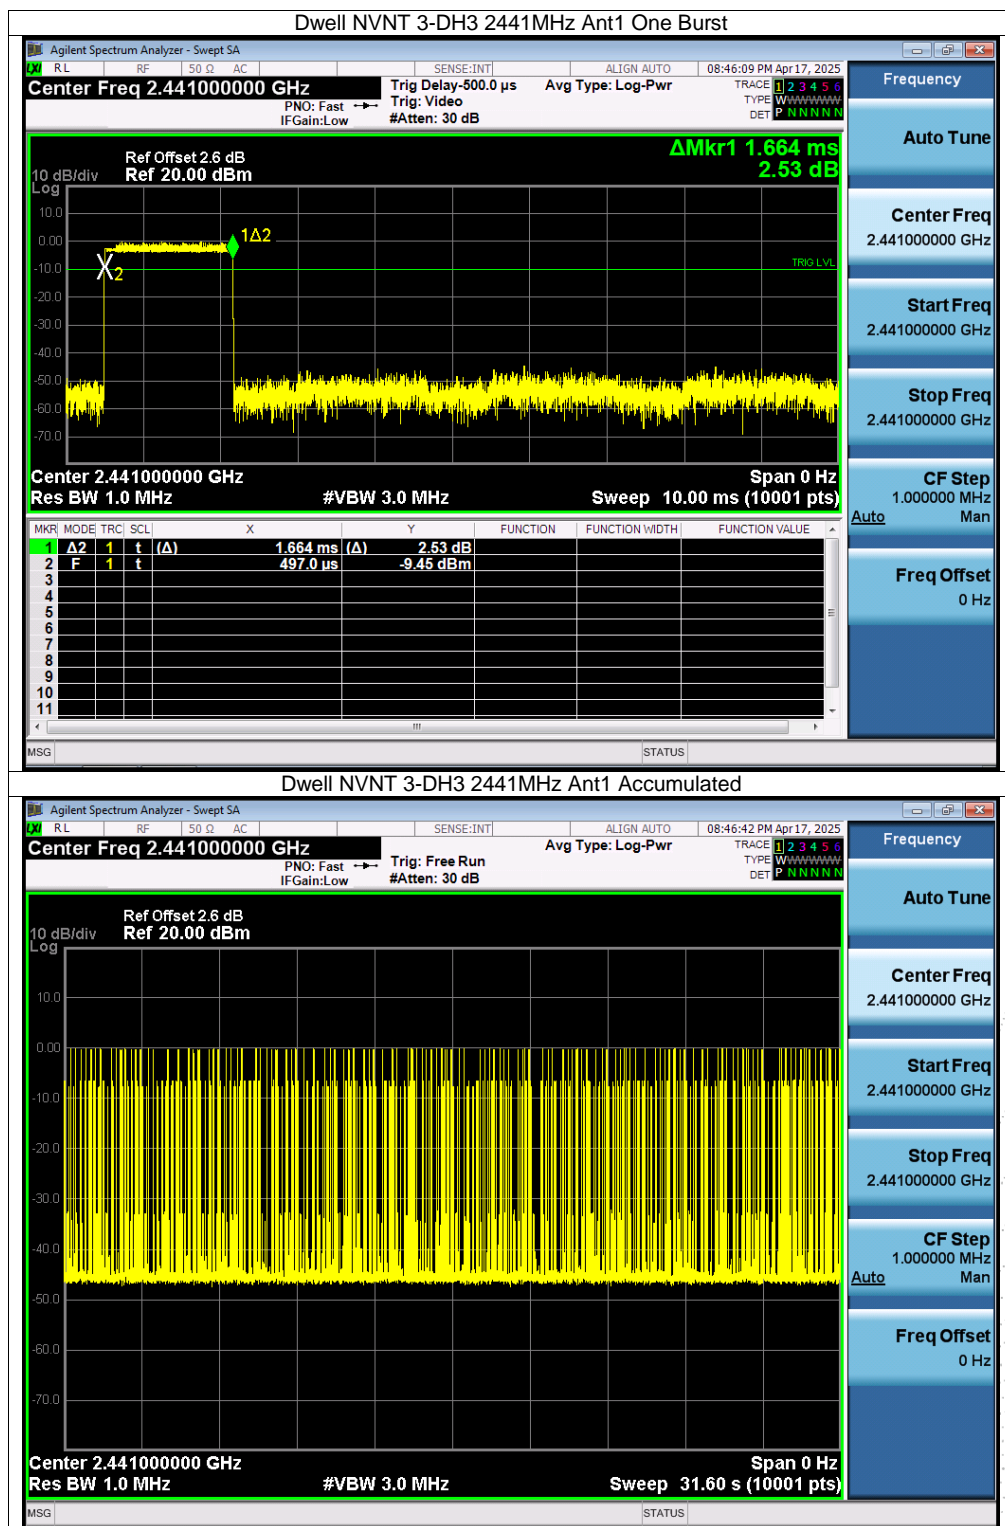 Dwell NVNT 3-DH3 2441MHz Ant1 One Burst
Agilent Spectrum Analyzer - Swept SA
LXI RL RF 50 Ω AC SENSE:INT ALIGN AUTO 08:46:09 PM Apr 17, 2025
Center Freq 2.441000000 GHz
PNO: Fast
IFGain:Low
Trig Delay-500.0 µs
Trig: Video
#Atten: 30 dB
Avg Type: Log-Pwr
TRACE 1 2 3 4 5 6
TYPE WWWWWWW
DET P N N N N N
Frequency
Auto Tune
Center Freq
2.441000000 GHz
Start Freq
2.441000000 GHz
Stop Freq
2.441000000 GHz
CF Step
1.000000 MHz
Auto Man
Freq Offset
0 Hz
ΔMkr1 1.664 ms
2.53 dB
Ref Offset 2.6 dB
10 dB/div Ref 20.00 dBm
Log
10.0
0.00
-10.0
-20.0
-30.0
-40.0
-50.0
-60.0
-70.0
1Δ2
2
TRIG LVL
Center 2.441000000 GHz Span 0 Hz
Res BW 1.0 MHz #VBW 3.0 MHz Sweep 10.00 ms (10001 pts)
MKR MODE TRC SCL X Y FUNCTION FUNCTION WIDTH FUNCTION VALUE
1 Δ2 1 t (Δ) 1.664 ms (Δ) 2.53 dB
2 F 1 t 497.0 µs -9.45 dBm
3
4
5
6
7
8
9
10
11
MSG STATUS
Dwell NVNT 3-DH3 2441MHz Ant1 Accumulated
Agilent Spectrum Analyzer - Swept SA
LXI RL RF 50 Ω AC SENSE:INT ALIGN AUTO 08:46:42 PM Apr 17, 2025
Center Freq 2.441000000 GHz
PNO: Fast
IFGain:Low
Trig: Free Run
#Atten: 30 dB
Avg Type: Log-Pwr
TRACE 1 2 3 4 5 6
TYPE WWWWWWW
DET P N N N N N
Frequency
Auto Tune
Center Freq
2.441000000 GHz
Start Freq
2.441000000 GHz
Stop Freq
2.441000000 GHz
CF Step
1.000000 MHz
Auto Man
Freq Offset
0 Hz
Ref Offset 2.6 dB
10 dB/div Ref 20.00 dBm
Log
10.0
0.00
-10.0
-20.0
-30.0
-40.0
-50.0
-60.0
-70.0
Center 2.441000000 GHz Span 0 Hz
Res BW 1.0 MHz #VBW 3.0 MHz Sweep 31.60 s (10001 pts)
MSG STATUS